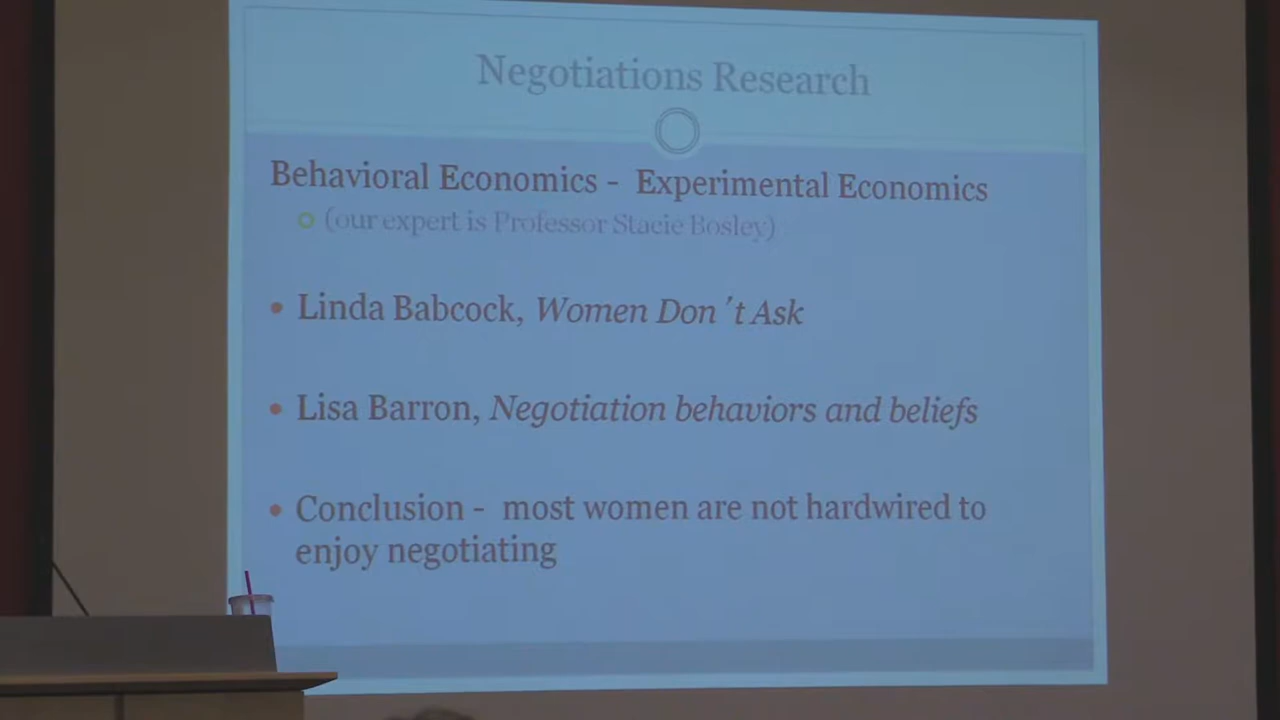 Negotiations Research
Behavioral Economics - Experimental Economics
(our expert is Professor Stacie Bosley)
• Linda Babcock, Women Don't Ask
• Lisa Barron, Negotiation behaviors and beliefs
• Conclusion - most women are not hardwired to
enjoy negotiating